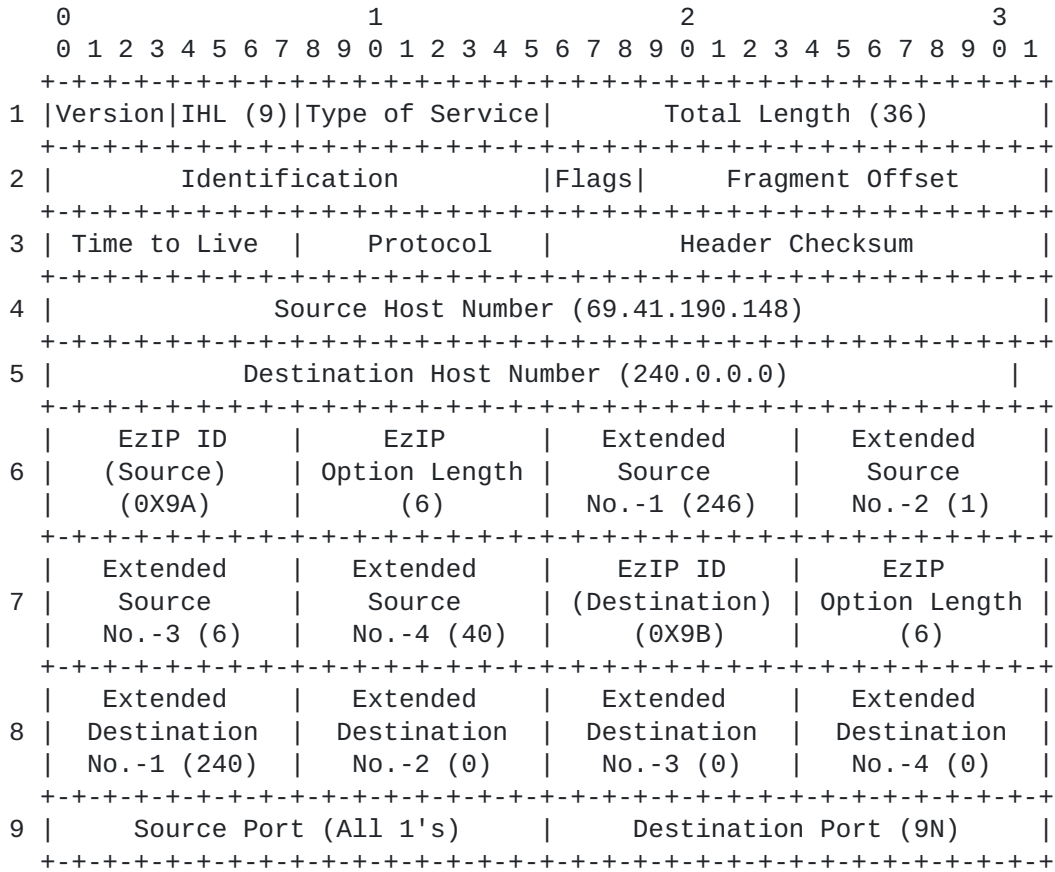 0                   1                   2                   3
0 1 2 3 4 5 6 7 8 9 0 1 2 3 4 5 6 7 8 9 0 1 2 3 4 5 6 7 8 9 0 1
+-+-+-+-+-+-+-+-+-+-+-+-+-+-+-+-+-+-+-+-+-+-+-+-+-+-+-+-+-+-+-+-+
1 |Version|IHL (9)|Type of Service|       Total Length (36)       |
+-+-+-+-+-+-+-+-+-+-+-+-+-+-+-+-+-+-+-+-+-+-+-+-+-+-+-+-+-+-+-+-+
2 |        Identification         |Flags|     Fragment Offset     |
+-+-+-+-+-+-+-+-+-+-+-+-+-+-+-+-+-+-+-+-+-+-+-+-+-+-+-+-+-+-+-+-+
3 | Time to Live  |    Protocol   |        Header Checksum        |
+-+-+-+-+-+-+-+-+-+-+-+-+-+-+-+-+-+-+-+-+-+-+-+-+-+-+-+-+-+-+-+-+
4 |              Source Host Number (69.41.190.148)               |
+-+-+-+-+-+-+-+-+-+-+-+-+-+-+-+-+-+-+-+-+-+-+-+-+-+-+-+-+-+-+-+-+
5 |            Destination Host Number (240.0.0.0)              |
+-+-+-+-+-+-+-+-+-+-+-+-+-+-+-+-+-+-+-+-+-+-+-+-+-+-+-+-+-+-+-+-+
|    EzIP ID    |     EzIP      |   Extended    |   Extended    |
6 |   (Source)    | Option Length |    Source     |    Source     |
|    (0X9A)     |      (6)      |  No.-1 (246)  |   No.-2 (1)   |
+-+-+-+-+-+-+-+-+-+-+-+-+-+-+-+-+-+-+-+-+-+-+-+-+-+-+-+-+-+-+-+-+
|   Extended    |   Extended    |    EzIP ID    |     EzIP      |
7 |    Source     |    Source     | (Destination) | Option Length |
|   No.-3 (6)   |   No.-4 (40)  |     (0X9B)    |      (6)      |
+-+-+-+-+-+-+-+-+-+-+-+-+-+-+-+-+-+-+-+-+-+-+-+-+-+-+-+-+-+-+-+-+
|   Extended    |   Extended    |   Extended    |   Extended    |
8 |  Destination  |  Destination  |  Destination  |  Destination  |
|  No.-1 (240)  |   No.-2 (0)   |   No.-3 (0)   |   No.-4 (0)   |
+-+-+-+-+-+-+-+-+-+-+-+-+-+-+-+-+-+-+-+-+-+-+-+-+-+-+-+-+-+-+-+-+
9 |     Source Port (All 1's)     |     Destination Port (9N)     |
+-+-+-+-+-+-+-+-+-+-+-+-+-+-+-+-+-+-+-+-+-+-+-+-+-+-+-+-+-+-+-+-+